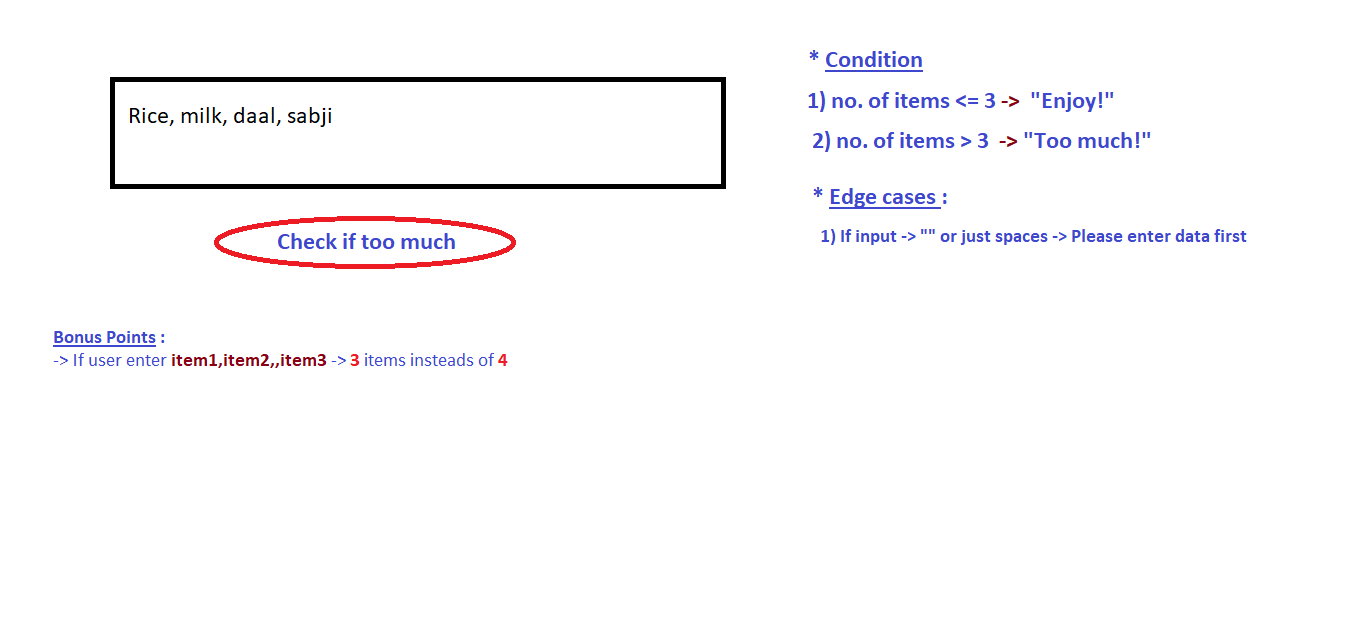 Rice, milk, daal, sabji
Check if too much
* Condition
1) no. of items <= 3 -> "Enjoy!"
2) no. of items > 3 -> "Too much!"
* Edge cases :
1) If input -> "" or just spaces -> Please enter data first
Bonus Points :
-> If user enter item1,item2,,item3 -> 3 items insteads of 4